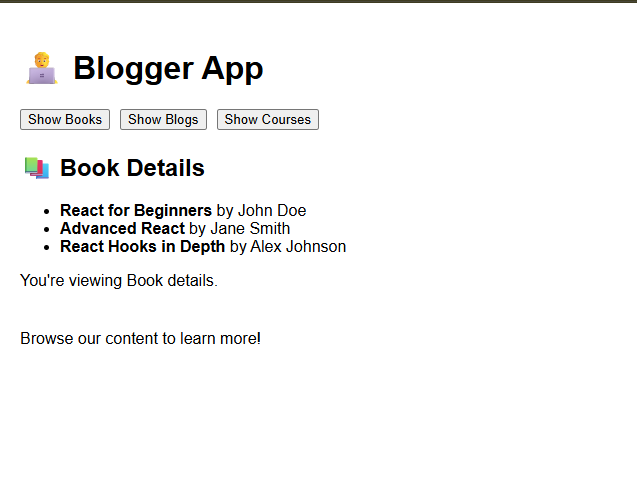 Blogger App
Show Books Show Blogs Show Courses
Book Details
React for Beginners by John Doe
Advanced React by Jane Smith
React Hooks in Depth by Alex Johnson
You're viewing Book details.
Browse our content to learn more!